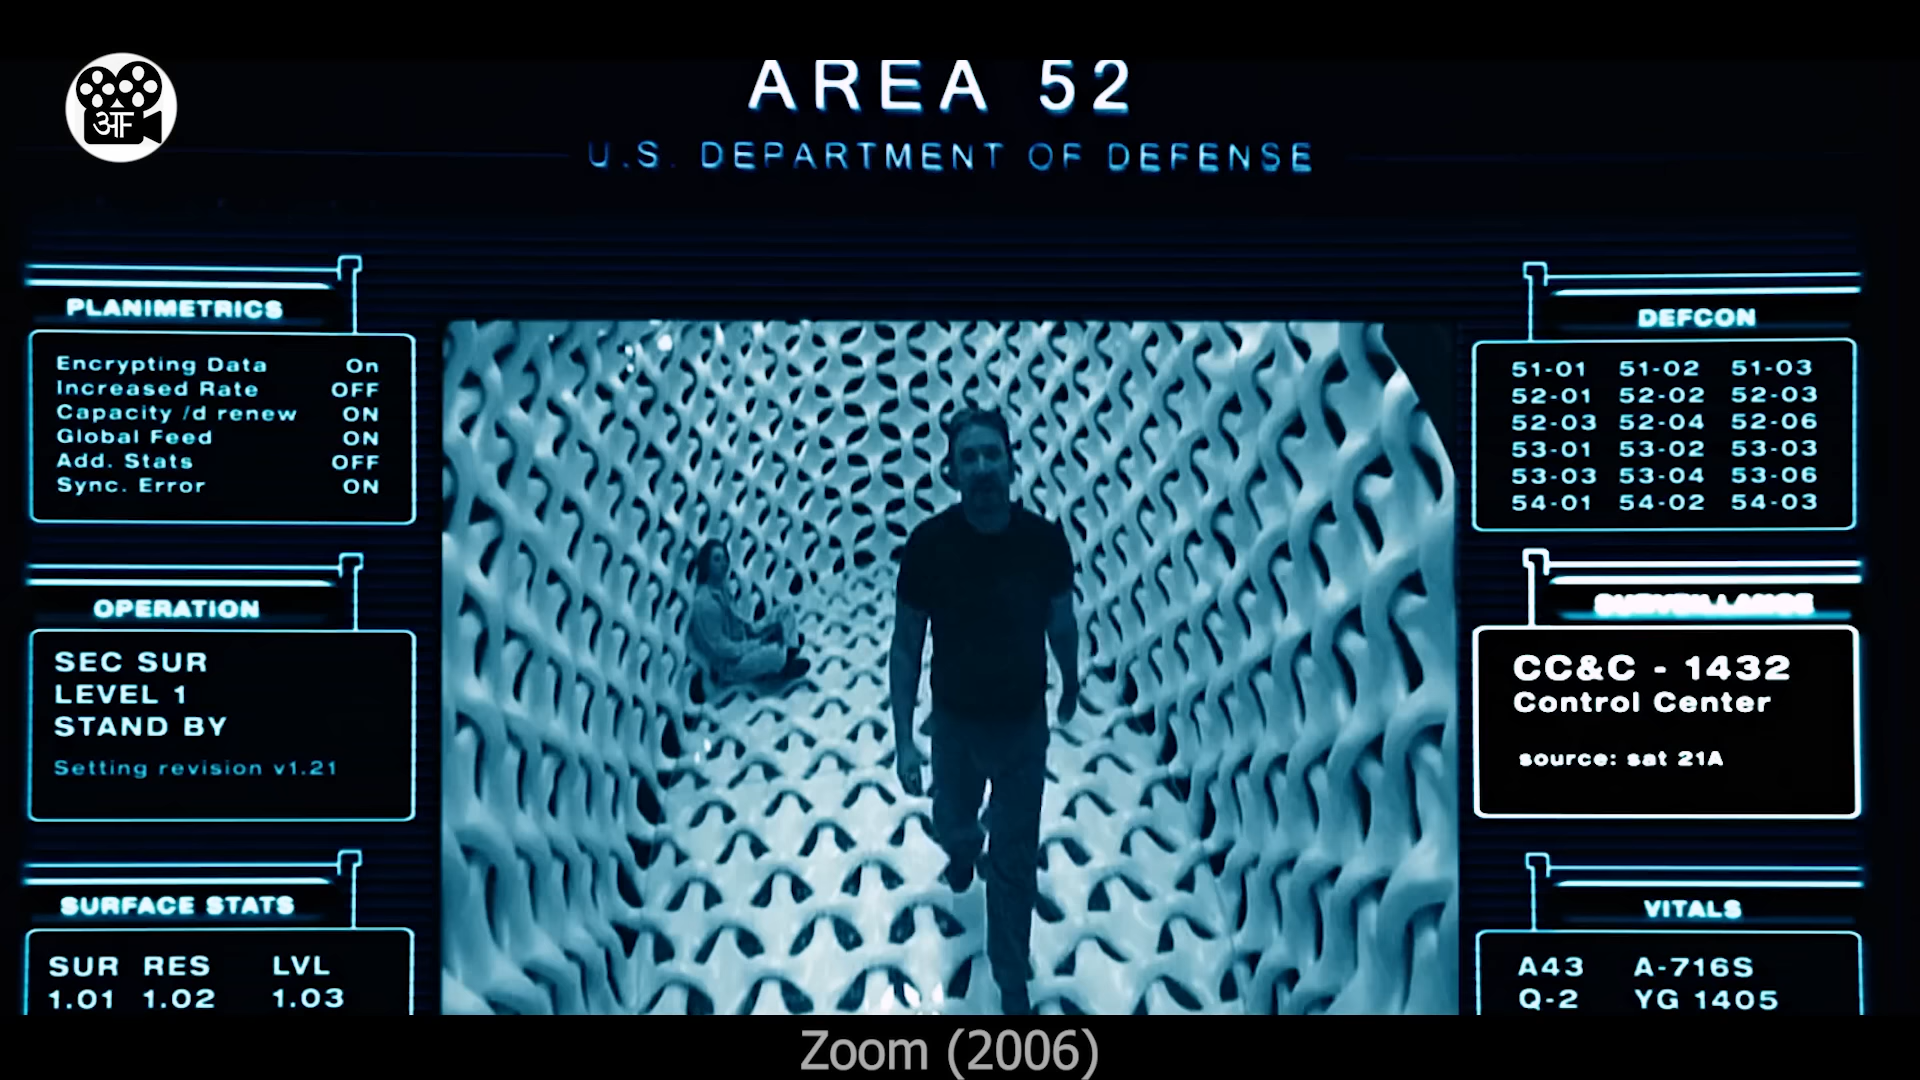 अF
AREA 52
U.S. DEPARTMENT OF DEFENSE
PLANIMETRICS
Encrypting Data On
Increased Rate OFF
Capacity /d renew ON
Global Feed ON
Add. Stats OFF
Sync. Error ON
OPERATION
SEC SUR
LEVEL 1
STAND BY
Setting revision v1.21
SURFACE STATS
SUR RES LVL
1.01 1.02 1.03
DEFCON
51-01 51-02 51-03
52-01 52-02 52-03
52-03 52-04 52-06
53-01 53-02 53-03
53-03 53-04 53-06
54-01 54-02 54-03
SURVEILLANCE
CC&C - 1432
Control Center
source: sat 21A
VITALS
A43 A-716S
Q-2 YG 1405
Zoom (2006)